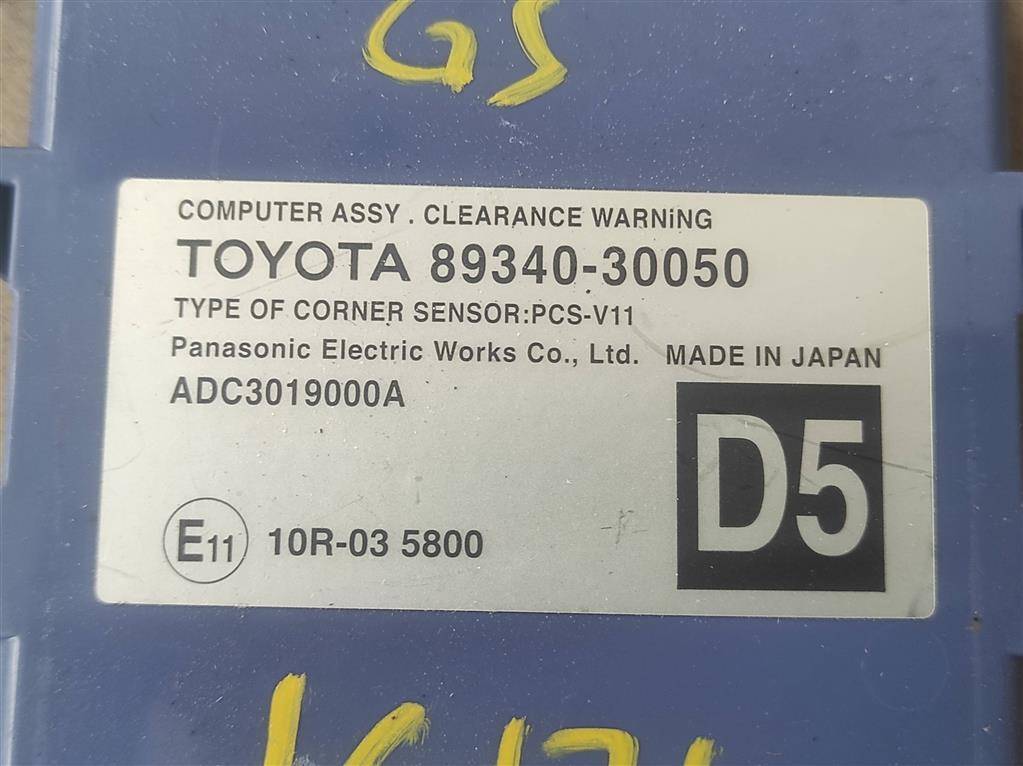 GS
COMPUTER ASSY . CLEARANCE WARNiNG
TOYOTA 89340-30050
TYPE OF CORNER SENSOR:PCS-V11
Panasonic Electric Works Co., Ltd. MADE IN JAPAN
ADC3019000A
D5
E11 10R-03 5800